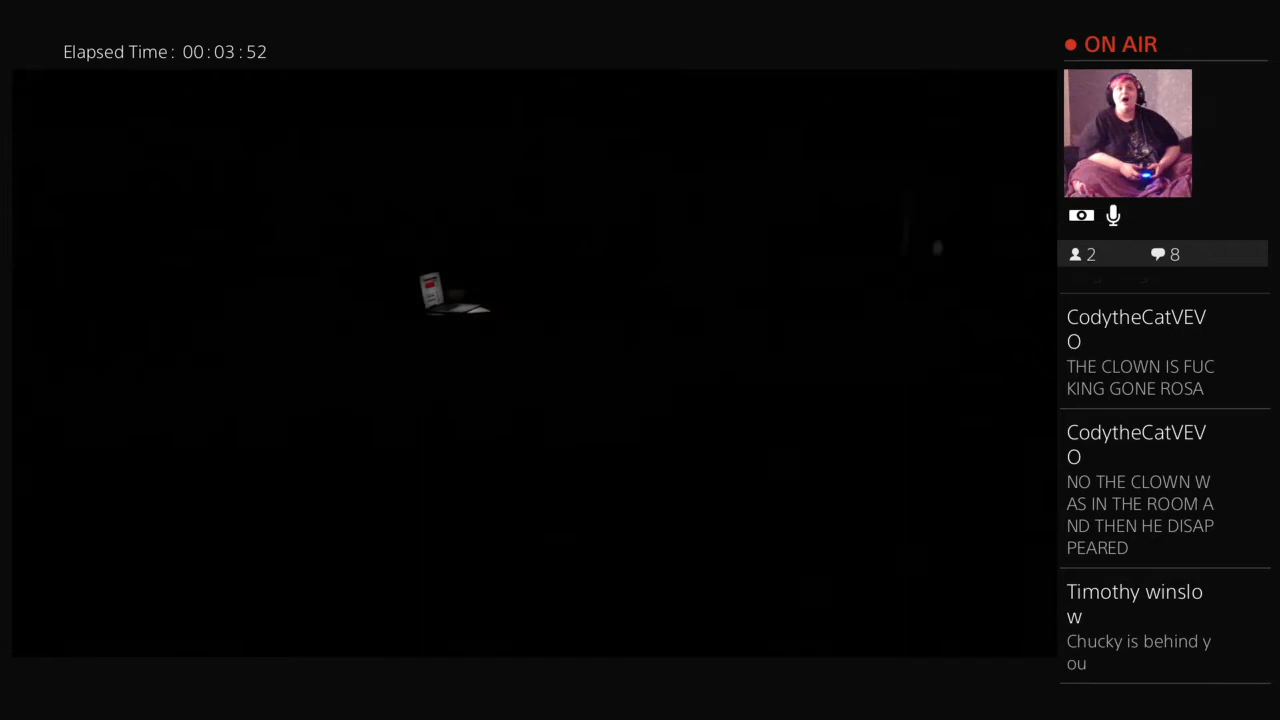 Elapsed Time: 00:03:52
ON AIR
2 8
CodytheCatVEV
O
THE CLOWN IS FUC
KING GONE ROSA
CodytheCatVEV
O
NO THE CLOWN W
AS IN THE ROOM A
ND THEN HE DISAP
PEARED
Timothy winslo
w
Chucky is behind y
ou